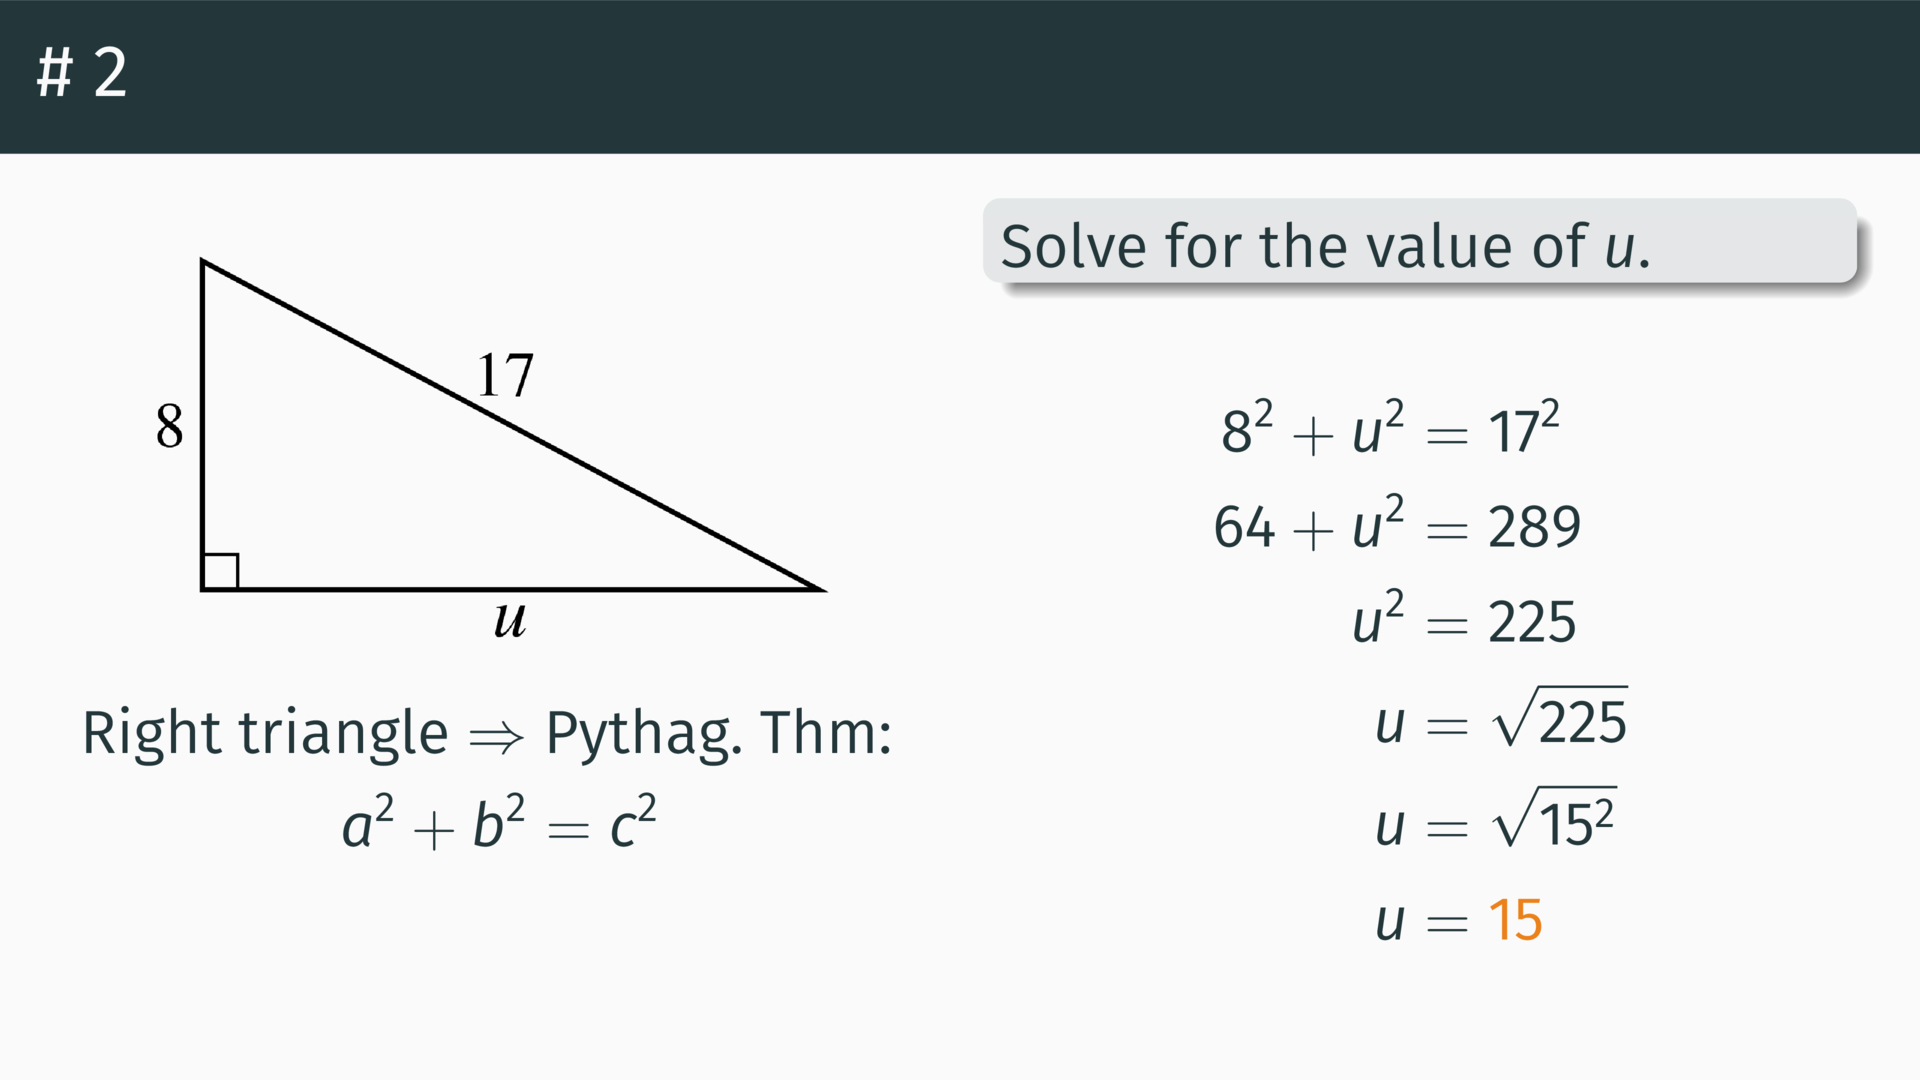 # 2
8
17
u
Right triangle ⇒ Pythag. Thm:
a² + b² = c²
Solve for the value of u.
8² + u² = 17²
64 + u² = 289
u² = 225
u = √225
u = √15²
u = 15